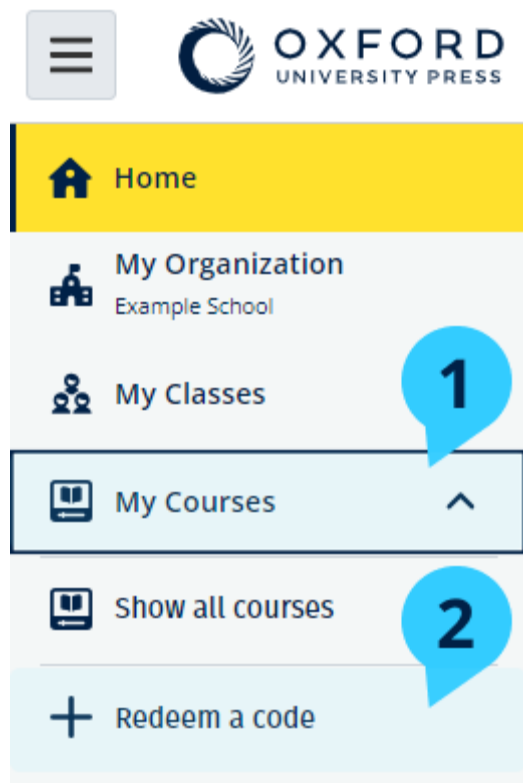 OXFORD
UNIVERSITY PRESS
Home
My Organization
Example School
1
My Classes
My Courses
2
Show all courses
Redeem a code